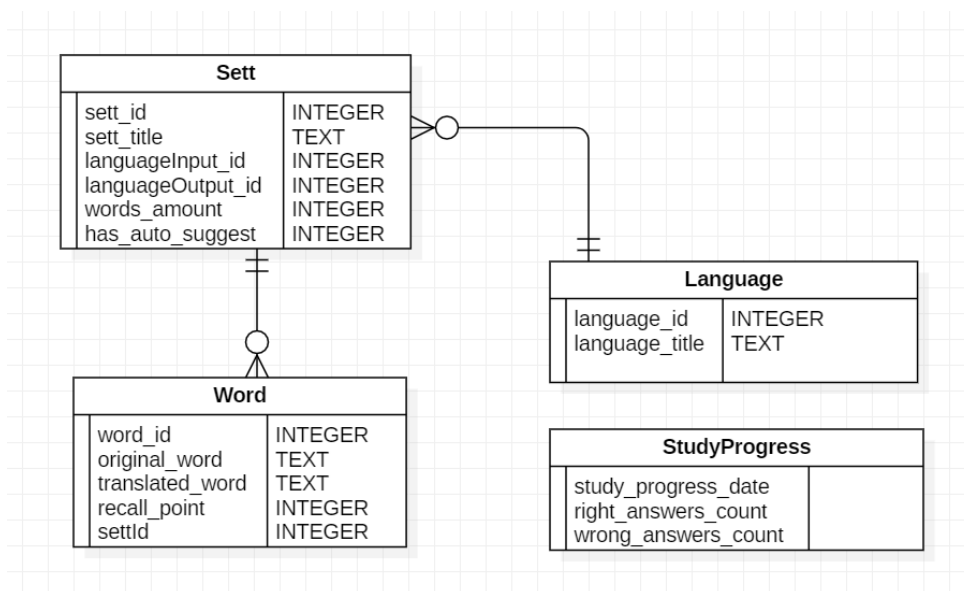 Sett
sett_id INTEGER
sett_title TEXT
languageInput_id INTEGER
languageOutput_id INTEGER
words_amount INTEGER
has_auto_suggest INTEGER
Language
language_id INTEGER
language_title TEXT
Word
word_id INTEGER
original_word TEXT
translated_word TEXT
recall_point INTEGER
settId INTEGER
StudyProgress
study_progress_date
right_answers_count
wrong_answers_count